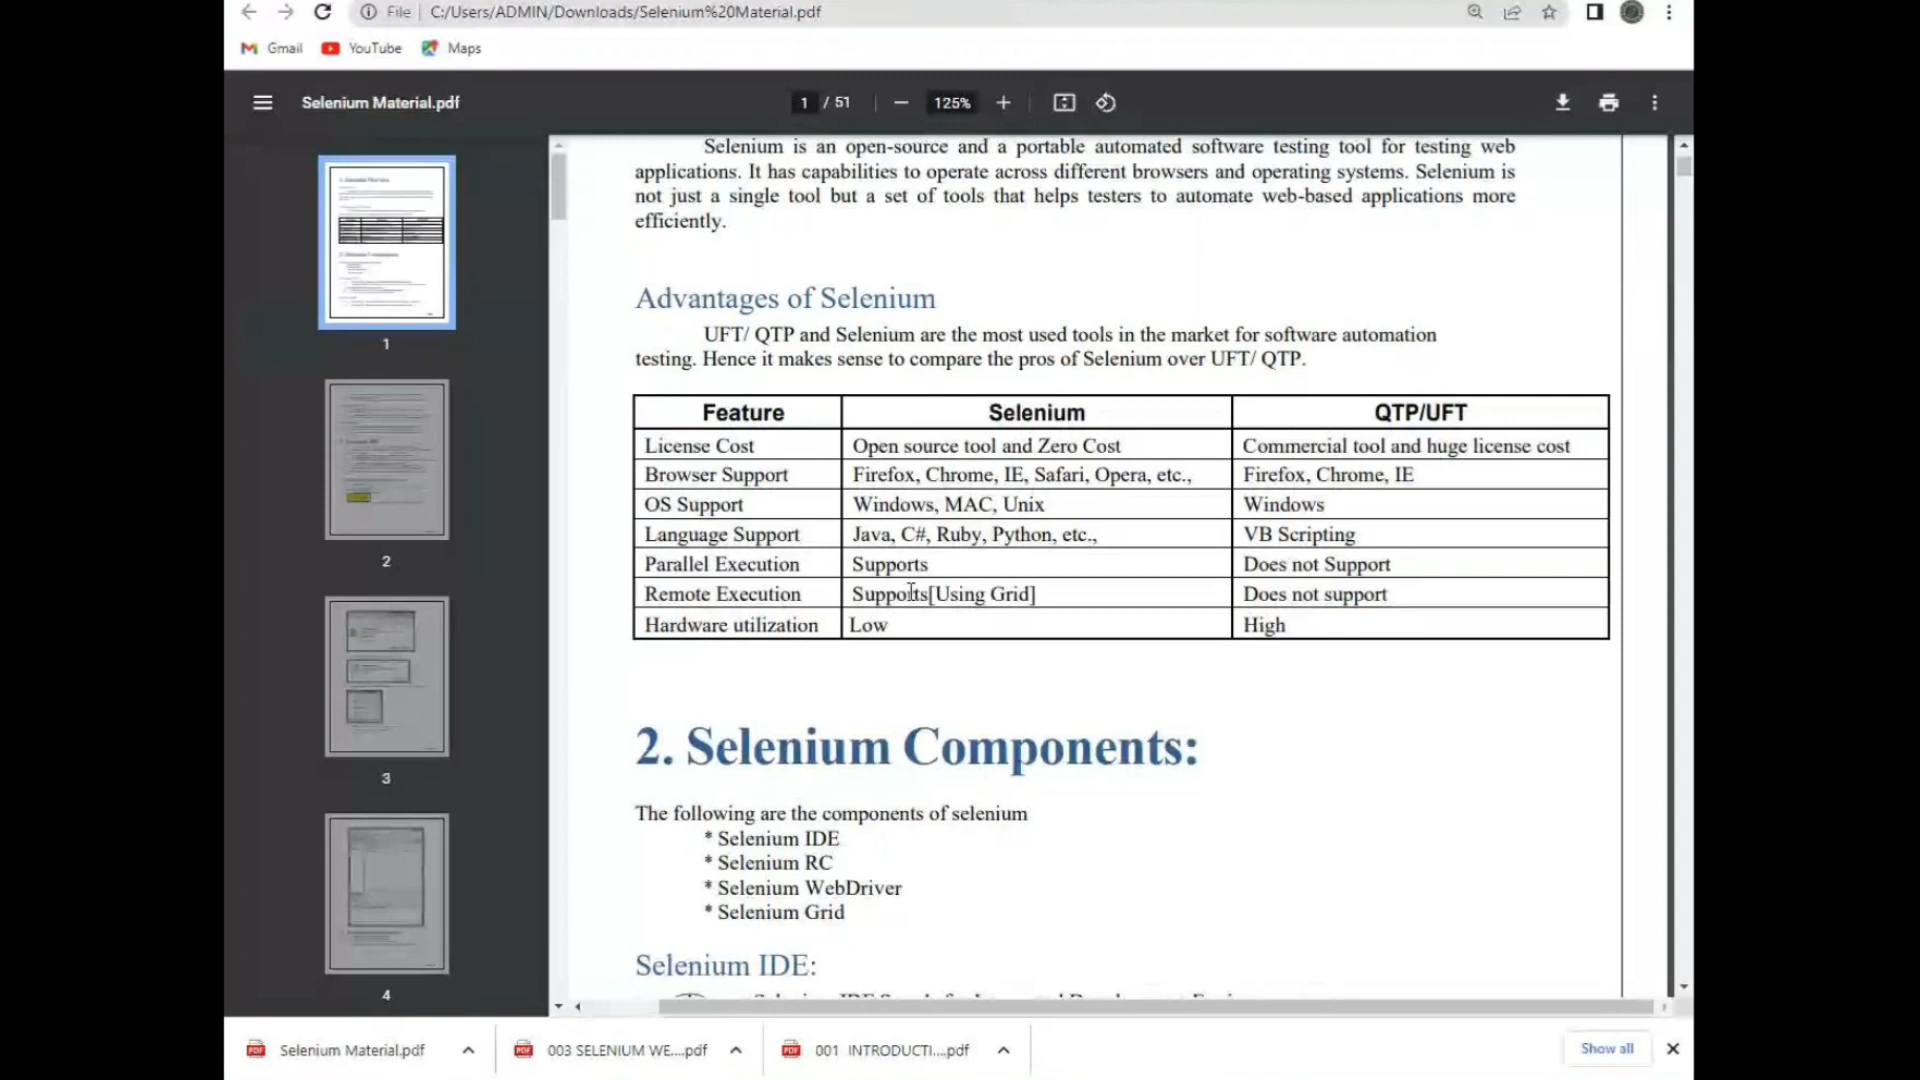 File C:/Users/ADMIN/Downloads/Selenium%20Material.pdf
Gmail YouTube Maps
Selenium Material.pdf 1 / 51 125%
Selenium is an open-source and a portable automated software testing tool for testing web
applications. It has capabilities to operate across different browsers and operating systems. Selenium is
not just a single tool but a set of tools that helps testers to automate web-based applications more
efficiently.
Advantages of Selenium
UFT/ QTP and Selenium are the most used tools in the market for software automation
testing. Hence it makes sense to compare the pros of Selenium over UFT/ QTP.
Feature Selenium QTP/UFT
License Cost Open source tool and Zero Cost Commercial tool and huge license cost
Browser Support Firefox, Chrome, IE, Safari, Opera, etc., Firefox, Chrome, IE
OS Support Windows, MAC, Unix Windows
Language Support Java, C#, Ruby, Python, etc., VB Scripting
Parallel Execution Supports Does not Support
Remote Execution Supports[Using Grid] Does not support
Hardware utilization Low High
2. Selenium Components:
The following are the components of selenium
* Selenium IDE
* Selenium RC
* Selenium WebDriver
* Selenium Grid
Selenium IDE:
1
2
3
4
Selenium Material.pdf 003 SELENIUM WE....pdf 001 INTRODUCTI....pdf Show all